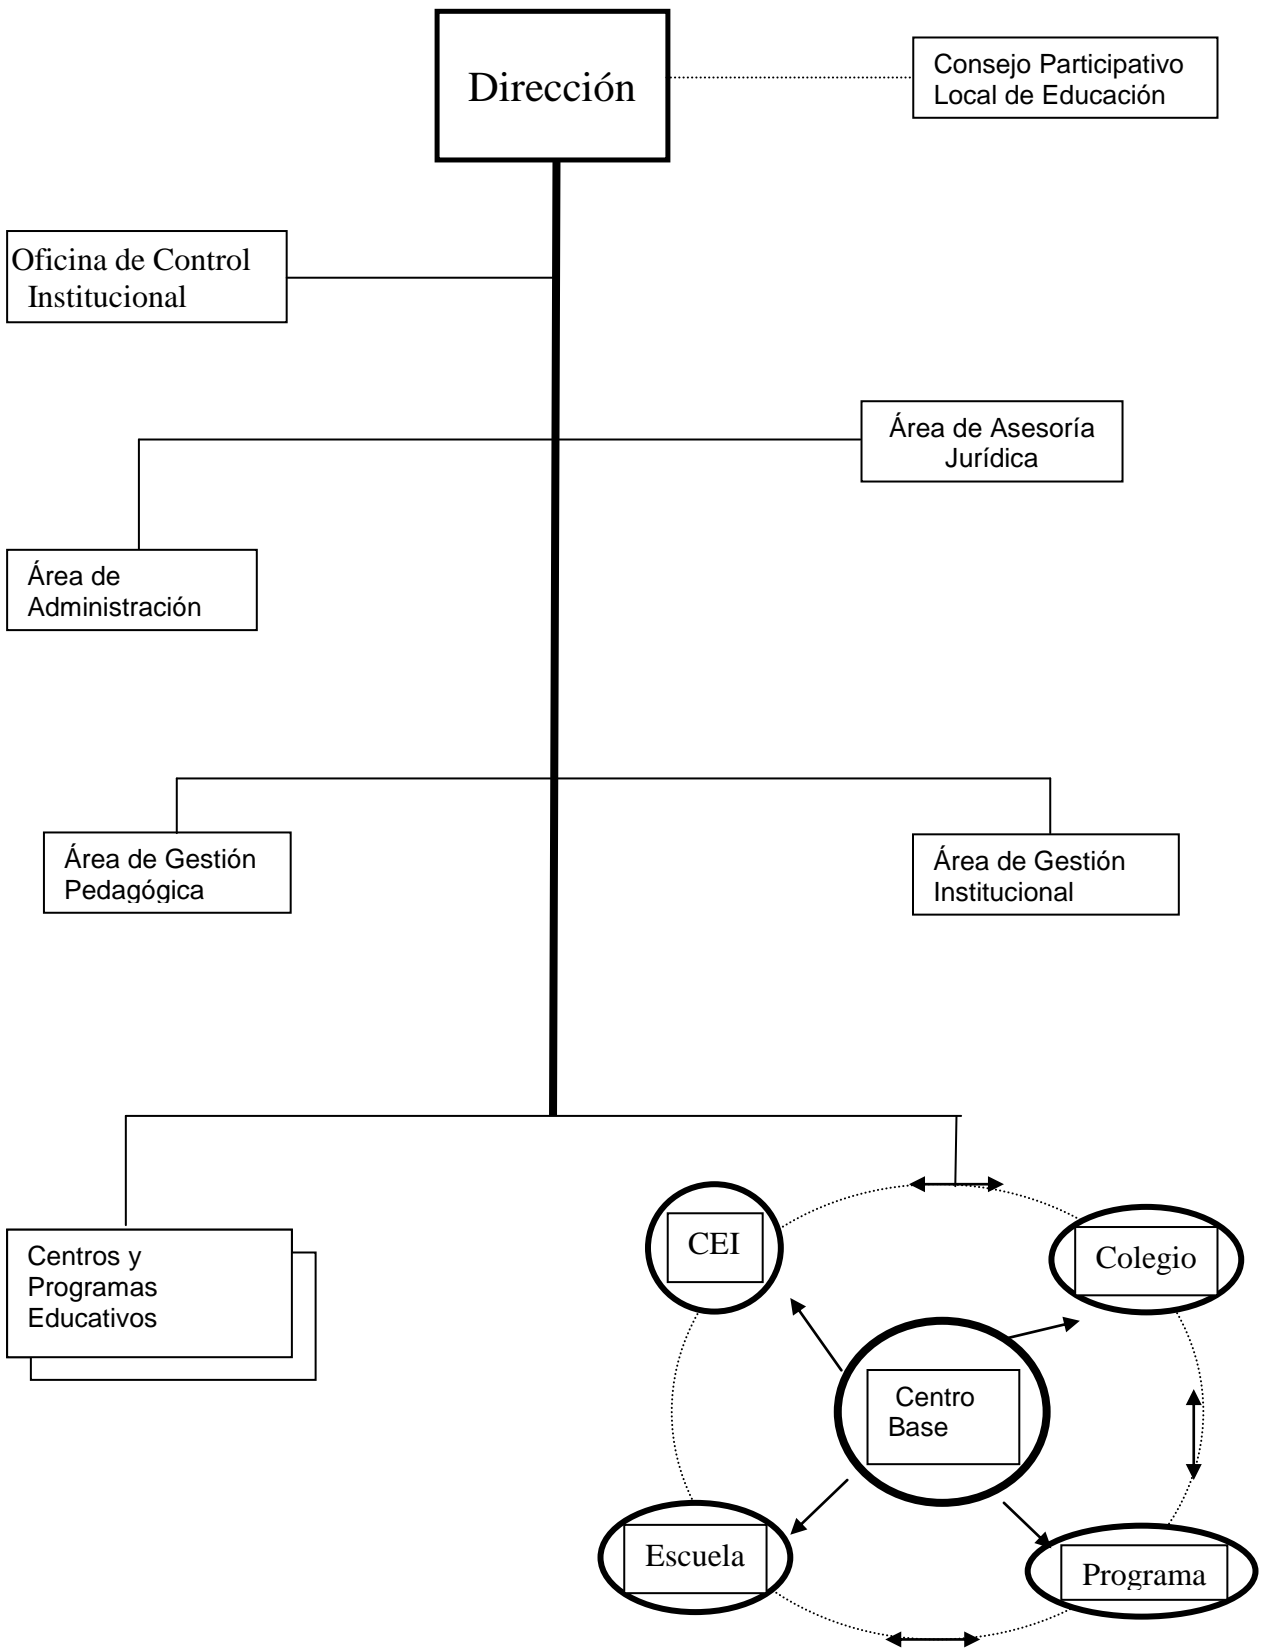 Dirección
Consejo Participativo
Local de Educación
Oficina de Control
Institucional
Área de Asesoría
Jurídica
Área de
Administración
Área de Gestión
Pedagógica
Área de Gestión
Institucional
Centros y
Programas
Educativos
CEI
Colegio
Centro
Base
Escuela
Programa